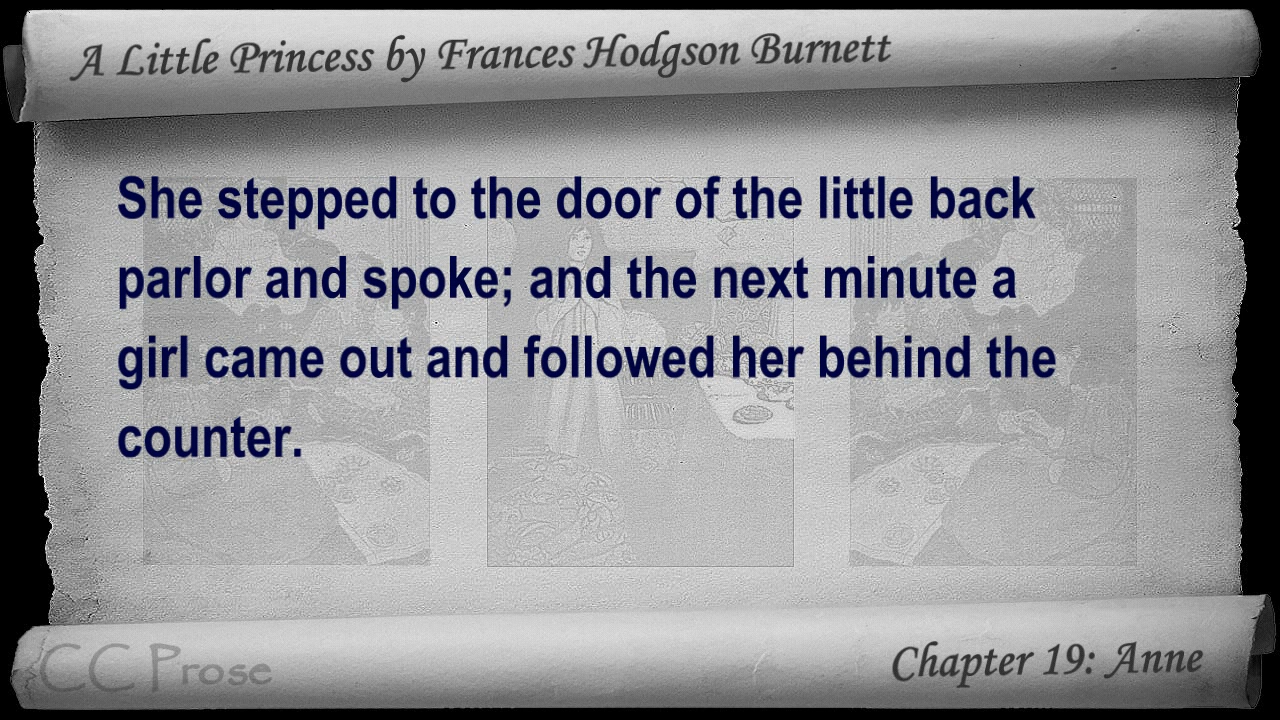 A Little Princess by Frances Hodgson Burnett
She stepped to the door of the little back
parlor and spoke; and the next minute a
girl came out and followed her behind the
counter.
CC Prose
Chapter 19: Anne